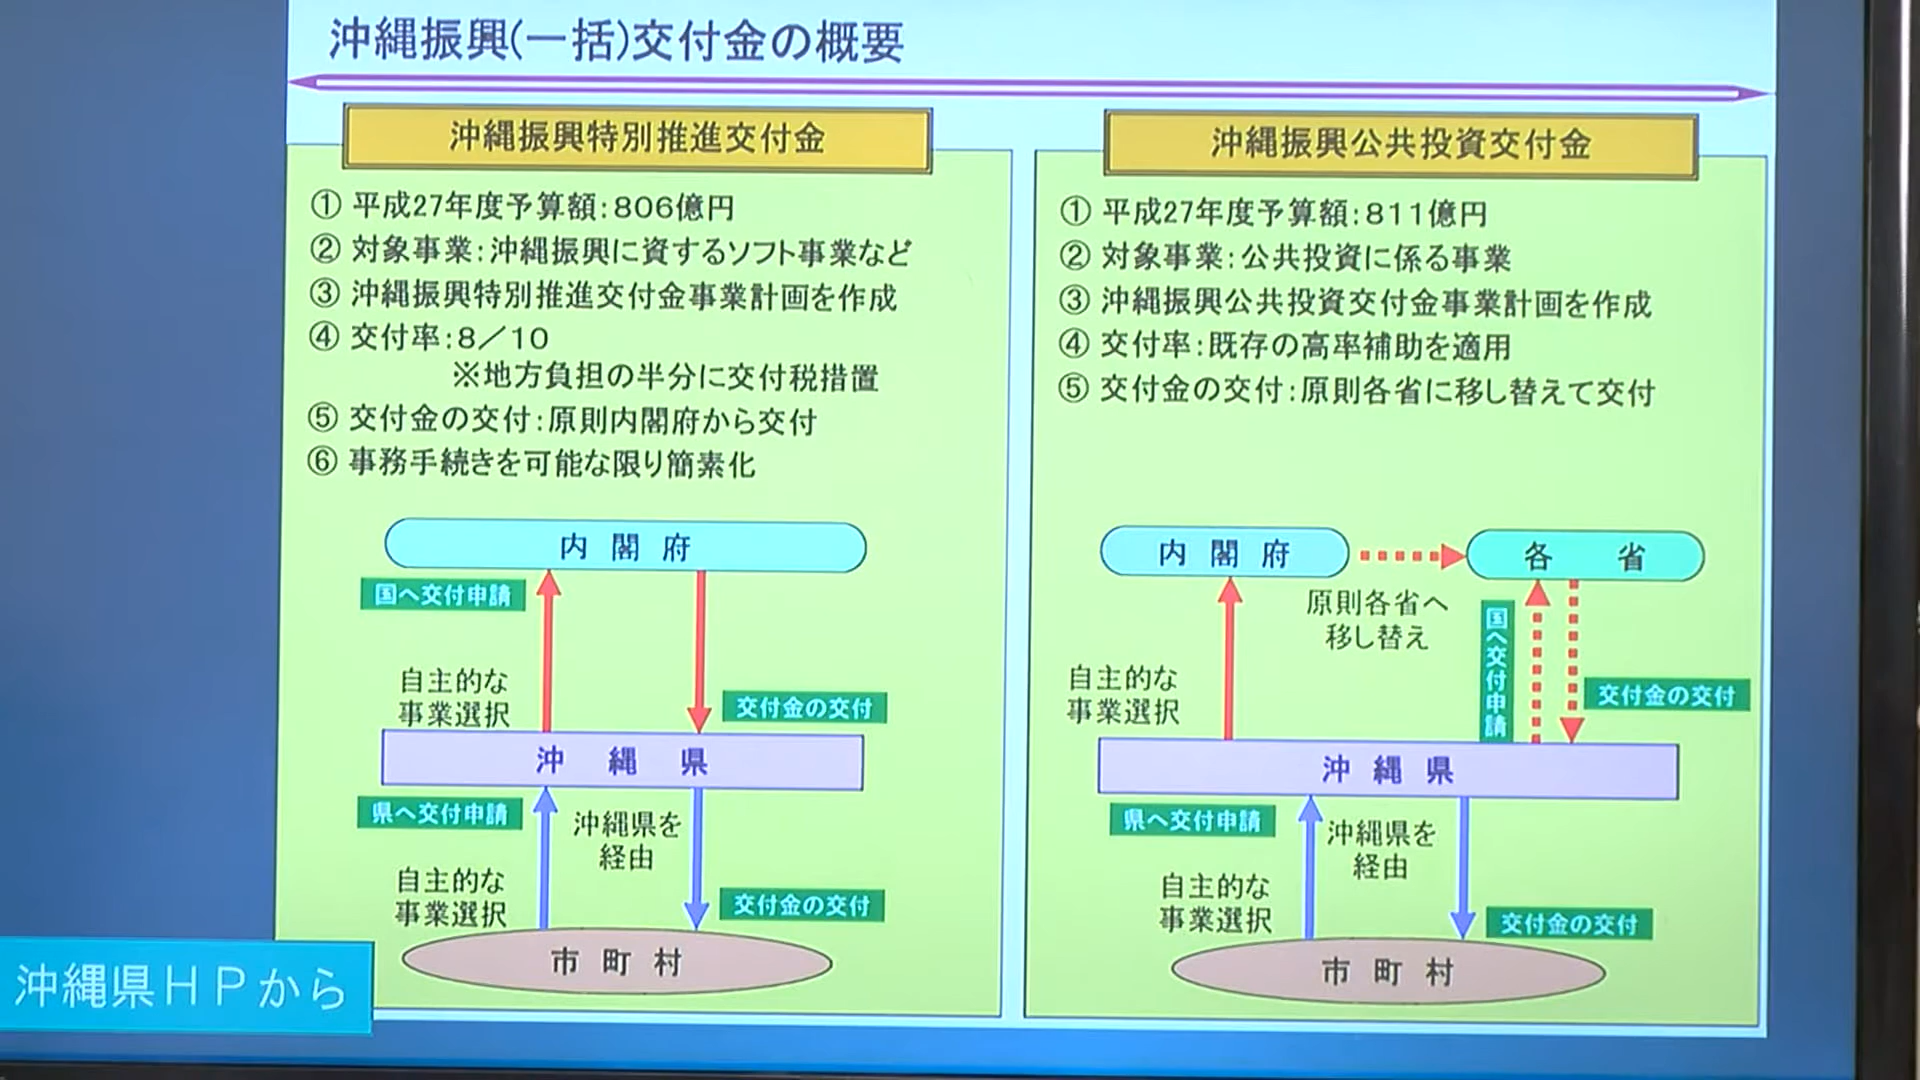 沖縄振興(一括)交付金の概要
沖縄振興特別推進交付金
① 平成27年度予算額:806億円
② 対象事業:沖縄振興に資するソフト事業など
③ 沖縄振興特別推進交付金事業計画を作成
④ 交付率:8／10
※地方負担の半分に交付税措置
⑤ 交付金の交付:原則内閣府から交付
⑥ 事務手続きを可能な限り簡素化
内閣府
国へ交付申請
自主的な
事業選択
交付金の交付
沖縄県
県へ交付申請
沖縄県を
経由
自主的な
事業選択
交付金の交付
市町村
沖縄振興公共投資交付金
① 平成27年度予算額:811億円
② 対象事業:公共投資に係る事業
③ 沖縄振興公共投資交付金事業計画を作成
④ 交付率:既存の高率補助を適用
⑤ 交付金の交付:原則各省に移し替えて交付
内閣府
各省
原則各省へ
移し替え
国へ交付申請
自主的な
事業選択
交付金の交付
沖縄県
県へ交付申請
沖縄県を
経由
自主的な
事業選択
交付金の交付
市町村
沖縄県ＨＰから